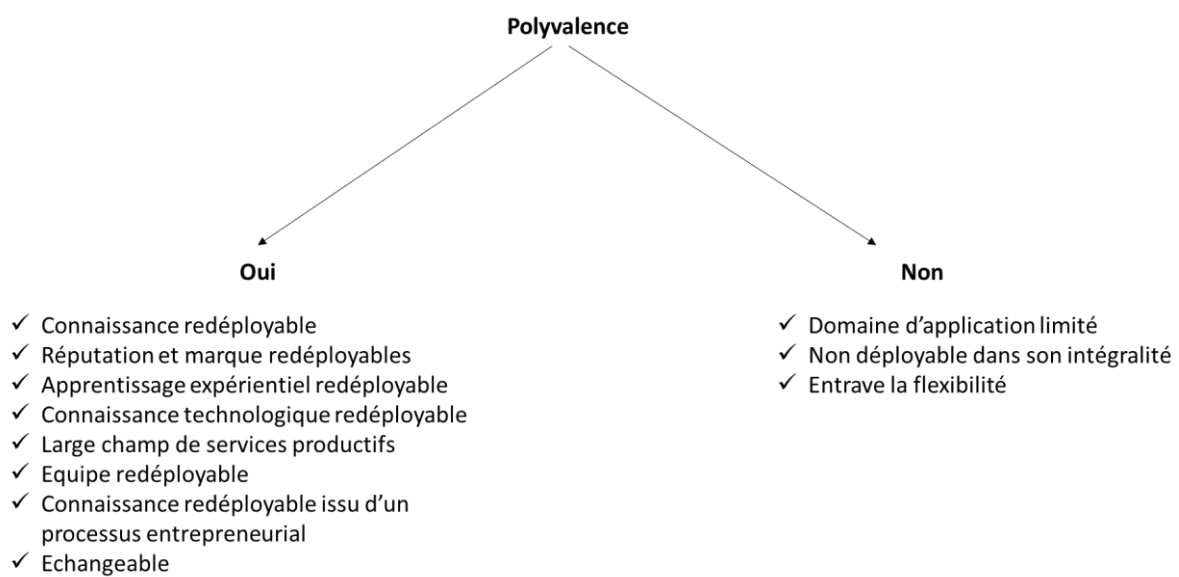 Polyvalence
Oui
✓ Connaissance redéployable
✓ Réputation et marque redéployables
✓ Apprentissage expérientiel redéployable
✓ Connaissance technologique redéployable
✓ Large champ de services productifs
✓ Equipe redéployable
✓ Connaissance redéployable issu d’un
processus entrepreneurial
✓ Echangeable
Non
✓ Domaine d’application limité
✓ Non déployable dans son intégralité
✓ Entrave la flexibilité